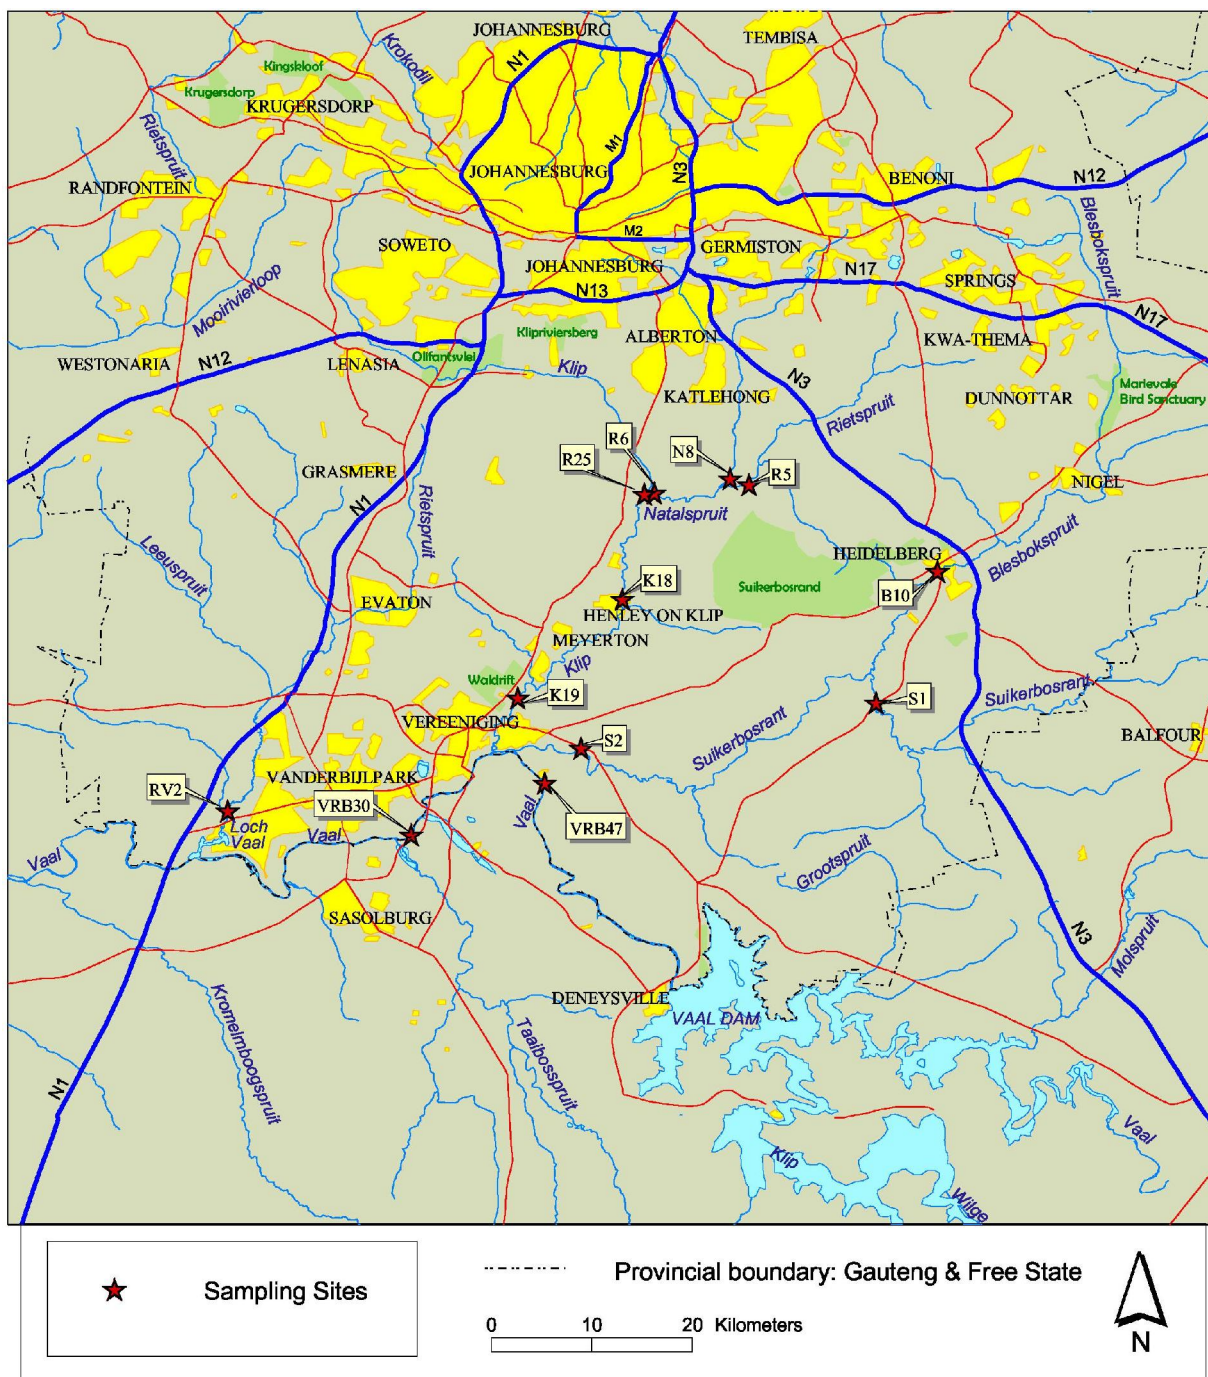 JOHANNESBURG
TEMBISA
Kingskloof
Krokodil
N1
Krugersdorp
KRUGERSDORP
M1
Rietspruit
JOHANNESBURG
N3
BENONI
N12
RANDFONTEIN
Blesbokspruit
M2
SOWETO
GERMISTON
JOHANNESBURG
N17
SPRINGS
N13
Mooirivierloop
Klipriviersberg
ALBERTON
KWA-THEMA
N17
WESTONARIA
N12
LENASIA
Olifantsvlei
Klip
N3
Marievale
Bird Sanctuary
KATLEHONG
DUNNOTTAR
Rietspruit
R6
N8
R25
R5
GRASMERE
NIGEL
N1
Rietspruit
Natalspruit
Leeuspruit
HEIDELBERG
Blesbokspruit
K18
Suikerbosrand
B10
EVATON
HENLEY ON KLIP
MEYERTON
Klip
Waldrift
K19
Suikerbosrant
S1
VEREENIGING
S2
Suikerbosrant
BALFOUR
VANDERBIJLPARK
RV2
VRB30
Loch
Vaal
Vaal
Vaal
VRB47
Vaal
Grootspruit
SASOLBURG
N3
Molspruit
DENEYSVILLE
VAAL DAM
Kromelmboogspruit
Taaibosspruit
N1
Vaal
Klip
Wilge
Sampling Sites
Provincial boundary: Gauteng & Free State
0 10 20 Kilometers
N